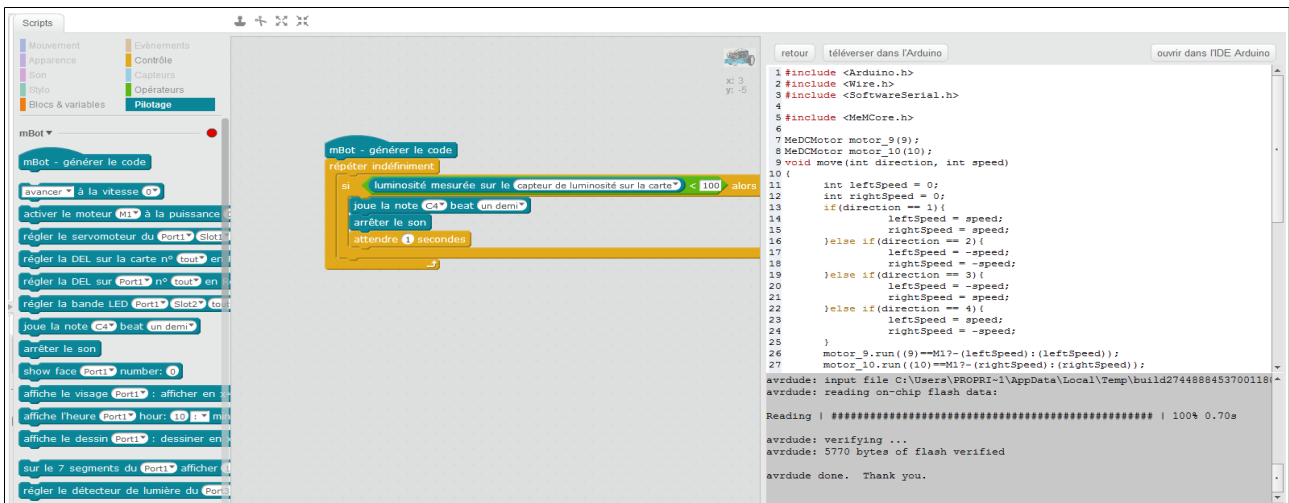 Scripts
Mouvement
Evènements
Apparence
Contrôle
Son
Capteurs
Stylo
Opérateurs
Blocs & variables
Pilotage
mBot
mBot - générer le code
avancer à la vitesse 0
activer le moteur M1 à la puissance
régler le servomoteur du Port1 Slot1
régler la DEL sur la carte n° tout en
régler la DEL sur Port1 n° tout en
régler la bande LED Port1 Slot2 tout
joue la note C4 beat un demi
arrêter le son
show face Port1 number: 0
affiche le visage Port1 : afficher en x
affiche l'heure Port1 hour: 10 : min
affiche le dessin Port1 : dessiner en
sur le 7 segments du Port1 afficher
régler le détecteur de lumière du Port3
x: 3
y: -5
mBot - générer le code
répéter indéfiniment
si luminosité mesurée sur le capteur de luminosité sur la carte < 100 alors
joue la note C4 beat un demi
arrêter le son
attendre 1 secondes
retour
téléverser dans l'Arduino
ouvrir dans l'IDE Arduino
1 #include <Arduino.h>
2 #include <Wire.h>
3 #include <SoftwareSerial.h>
4
5 #include <MeMCore.h>
6
7 MeDCMotor motor_9(9);
8 MeDCMotor motor_10(10);
9 void move(int direction, int speed)
10 {
11 int leftSpeed = 0;
12 int rightSpeed = 0;
13 if(direction == 1){
14 leftSpeed = speed;
15 rightSpeed = speed;
16 }else if(direction == 2){
17 leftSpeed = -speed;
18 rightSpeed = -speed;
19 }else if(direction == 3){
20 leftSpeed = -speed;
21 rightSpeed = speed;
22 }else if(direction == 4){
23 leftSpeed = speed;
24 rightSpeed = -speed;
25 }
26 motor_9.run((9)==M1?-(leftSpeed):(leftSpeed));
27 motor_10.run((10)==M1?-(rightSpeed):(rightSpeed));
avrdude: input file C:\Users\PROPRI~1\AppData\Local\Temp\build2744888453700118
avrdude: reading on-chip flash data:
Reading | ################################################## | 100% 0.70s
avrdude: verifying ...
avrdude: 5770 bytes of flash verified
avrdude done. Thank you.